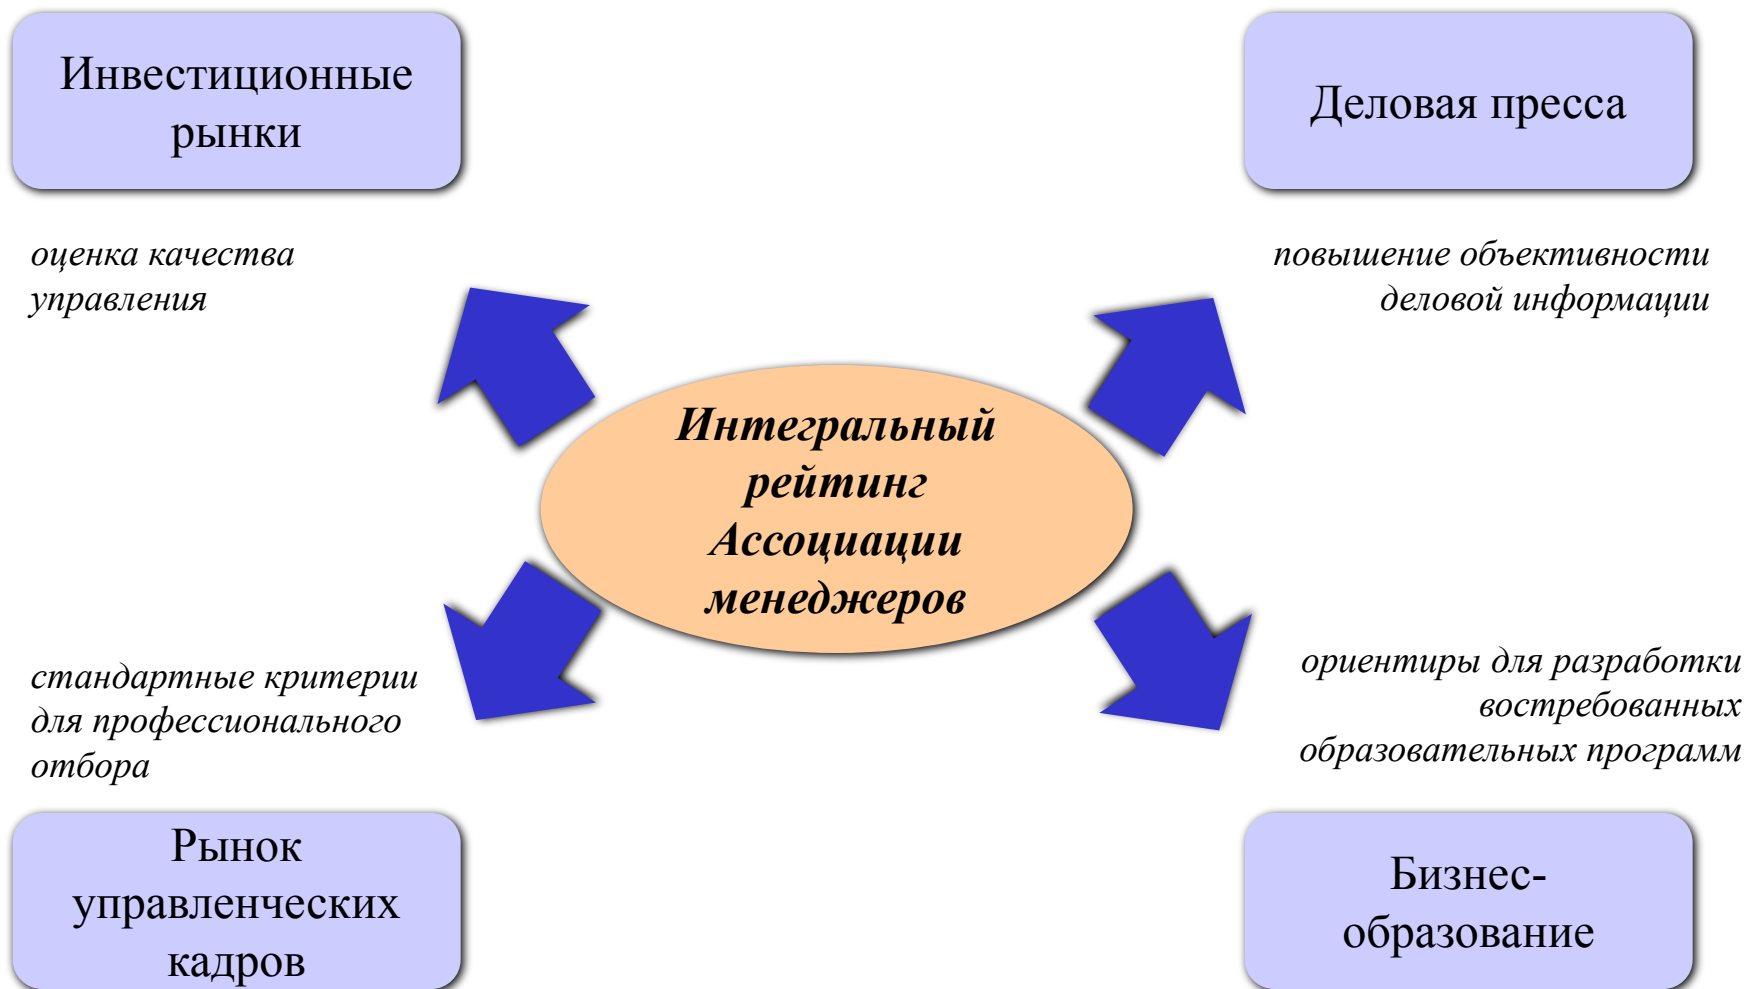 Инвестиционные
рынки
Деловая пресса
оценка качества
управления
повышение объективности
деловой информации
Интегральный
рейтинг
Ассоциации
менеджеров
стандартные критерии
для профессионального
отбора
ориентиры для разработки
востребованных
образовательных программ
Рынок
управленческих
кадров
Бизнес-
образование